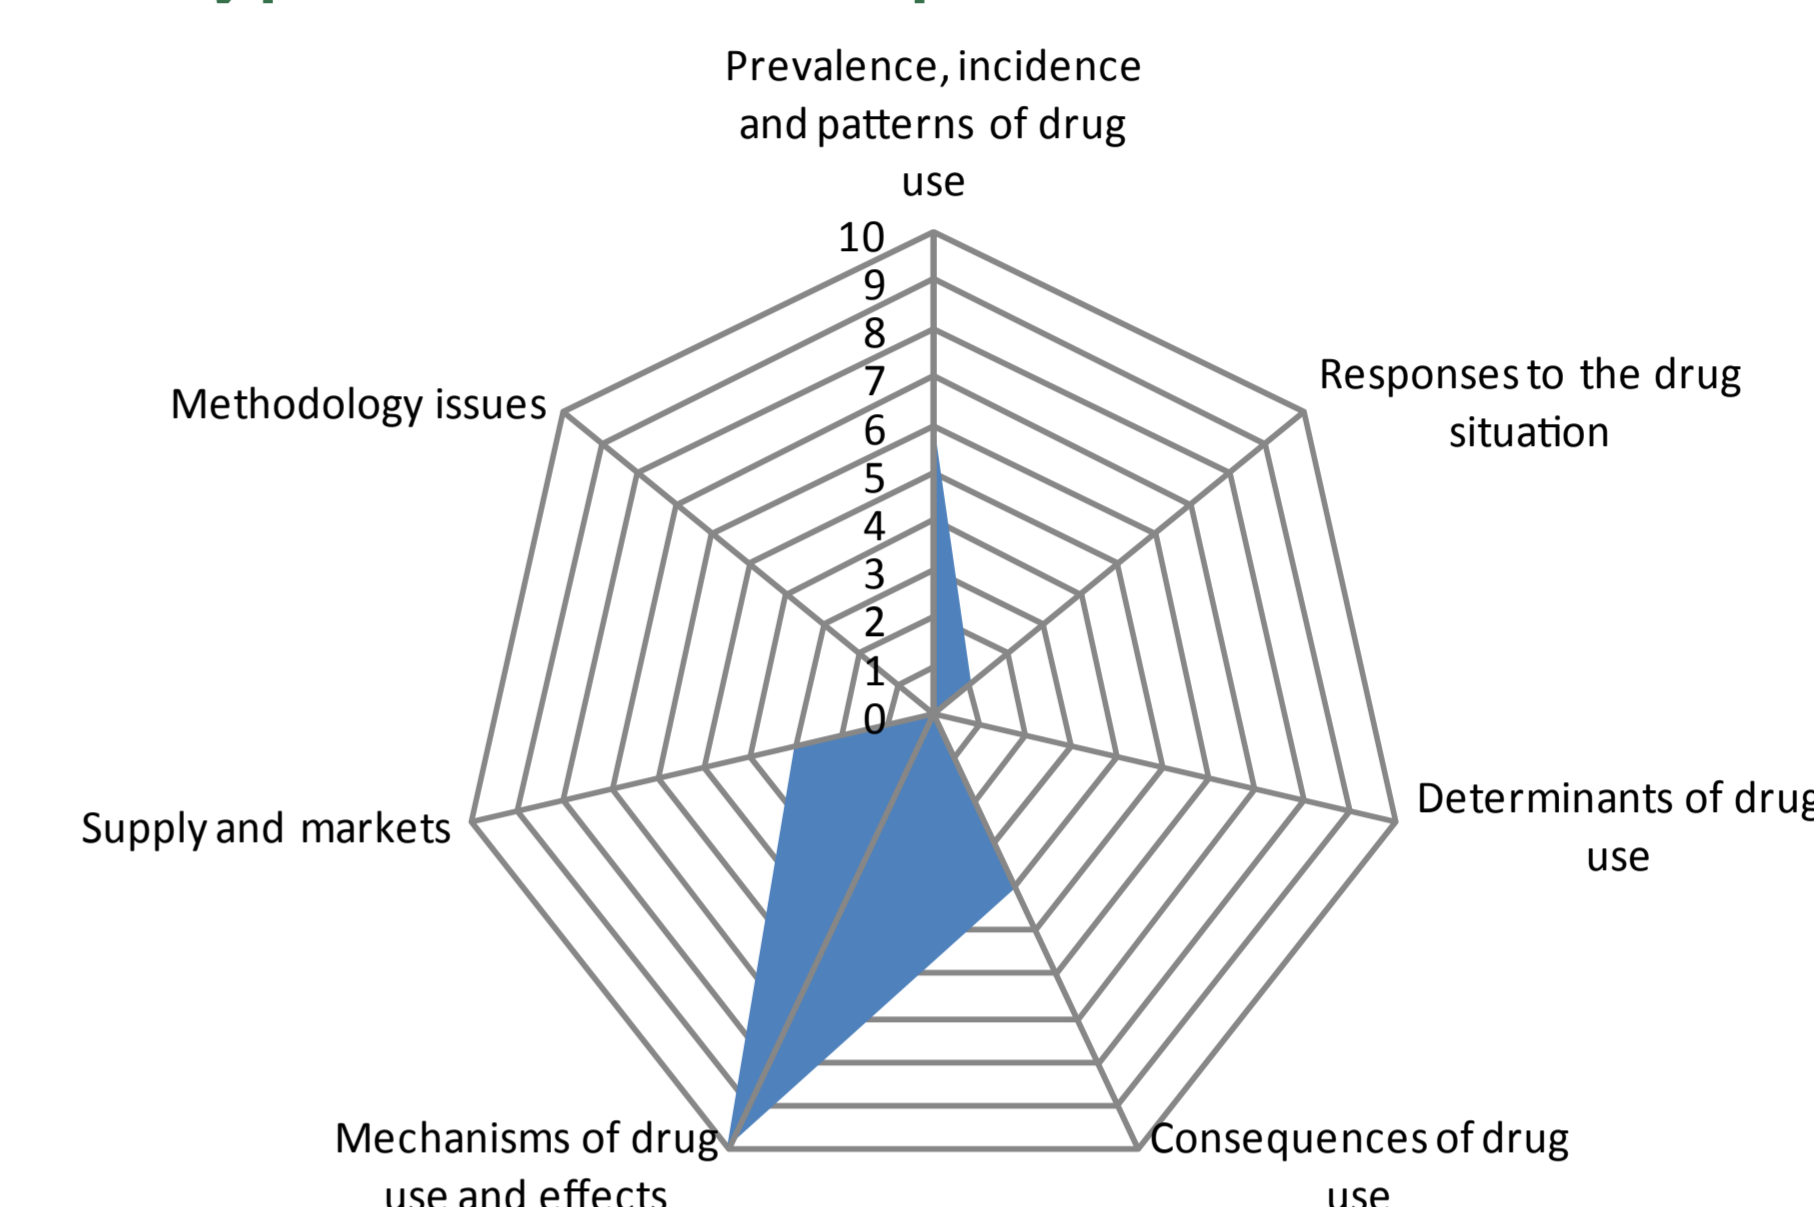 Prevalence, incidence
and patterns of drug
use
10
9
8
7
6
5
4
3
2
1
0
Responses to the drug
situation
Determinants of drug
use
Consequences of drug
use
Mechanisms of drug
use and effects
Supply and markets
Methodology issues